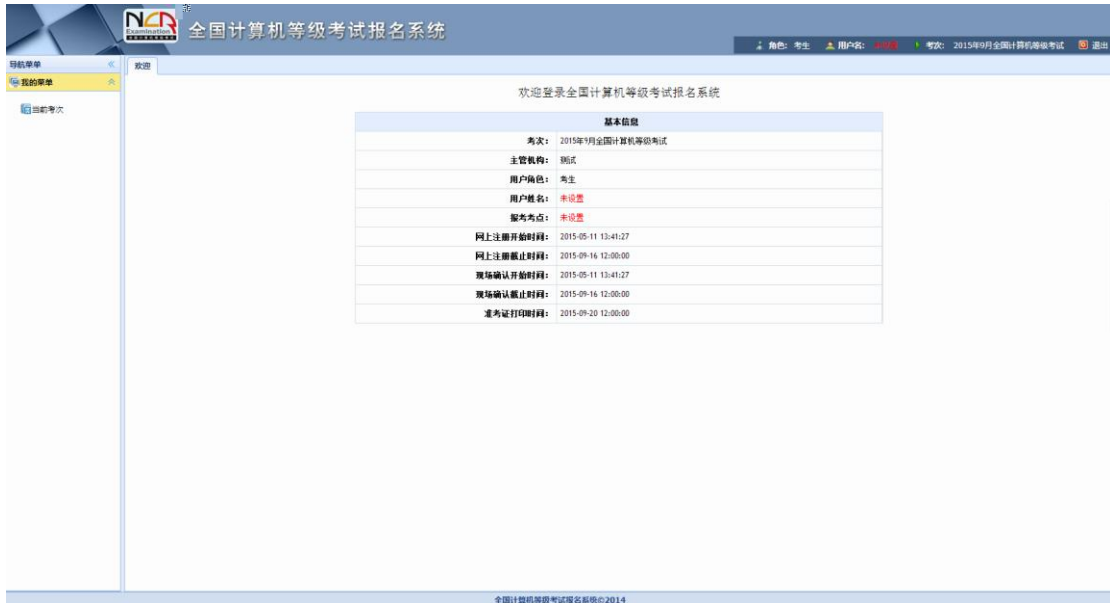 NCR
Examination
全国计算机等级考试报名系统
角色: 考生 用户名: 考次: 2015年9月全国计算机等级考试 退出
导航菜单
欢迎
我的菜单
当前考次
欢迎登录全国计算机等级考试报名系统
基本信息
考次: 2015年9月全国计算机等级考试
主管机构: 测试
用户角色: 考生
用户姓名: 未设置
报考考点: 未设置
网上注册开始时间: 2015-05-11 13:41:27
网上注册截止时间: 2015-09-16 12:00:00
现场确认开始时间: 2015-05-11 13:41:27
现场确认截止时间: 2015-09-16 12:00:00
准考证打印时间: 2015-09-20 12:00:00
全国计算机等级考试报名系统©2014